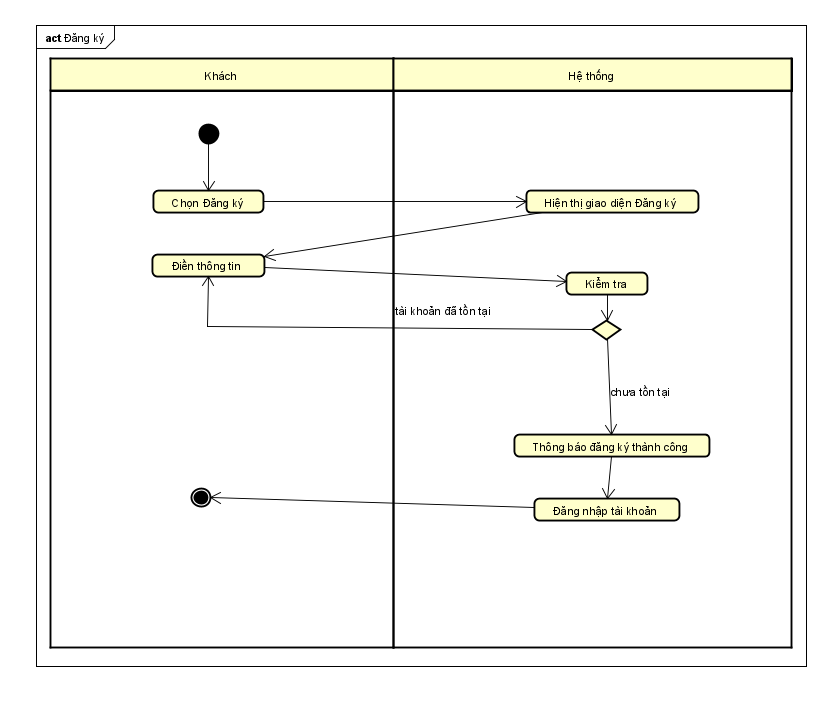 act Đăng ký
Khách
Hệ thống
Chọn Đăng ký
Hiện thị giao diện Đăng ký
Điền thông tin
Kiểm tra
tài khoản đã tồn tại
chưa tồn tại
Thông báo đăng ký thành công
Đăng nhập tài khoản